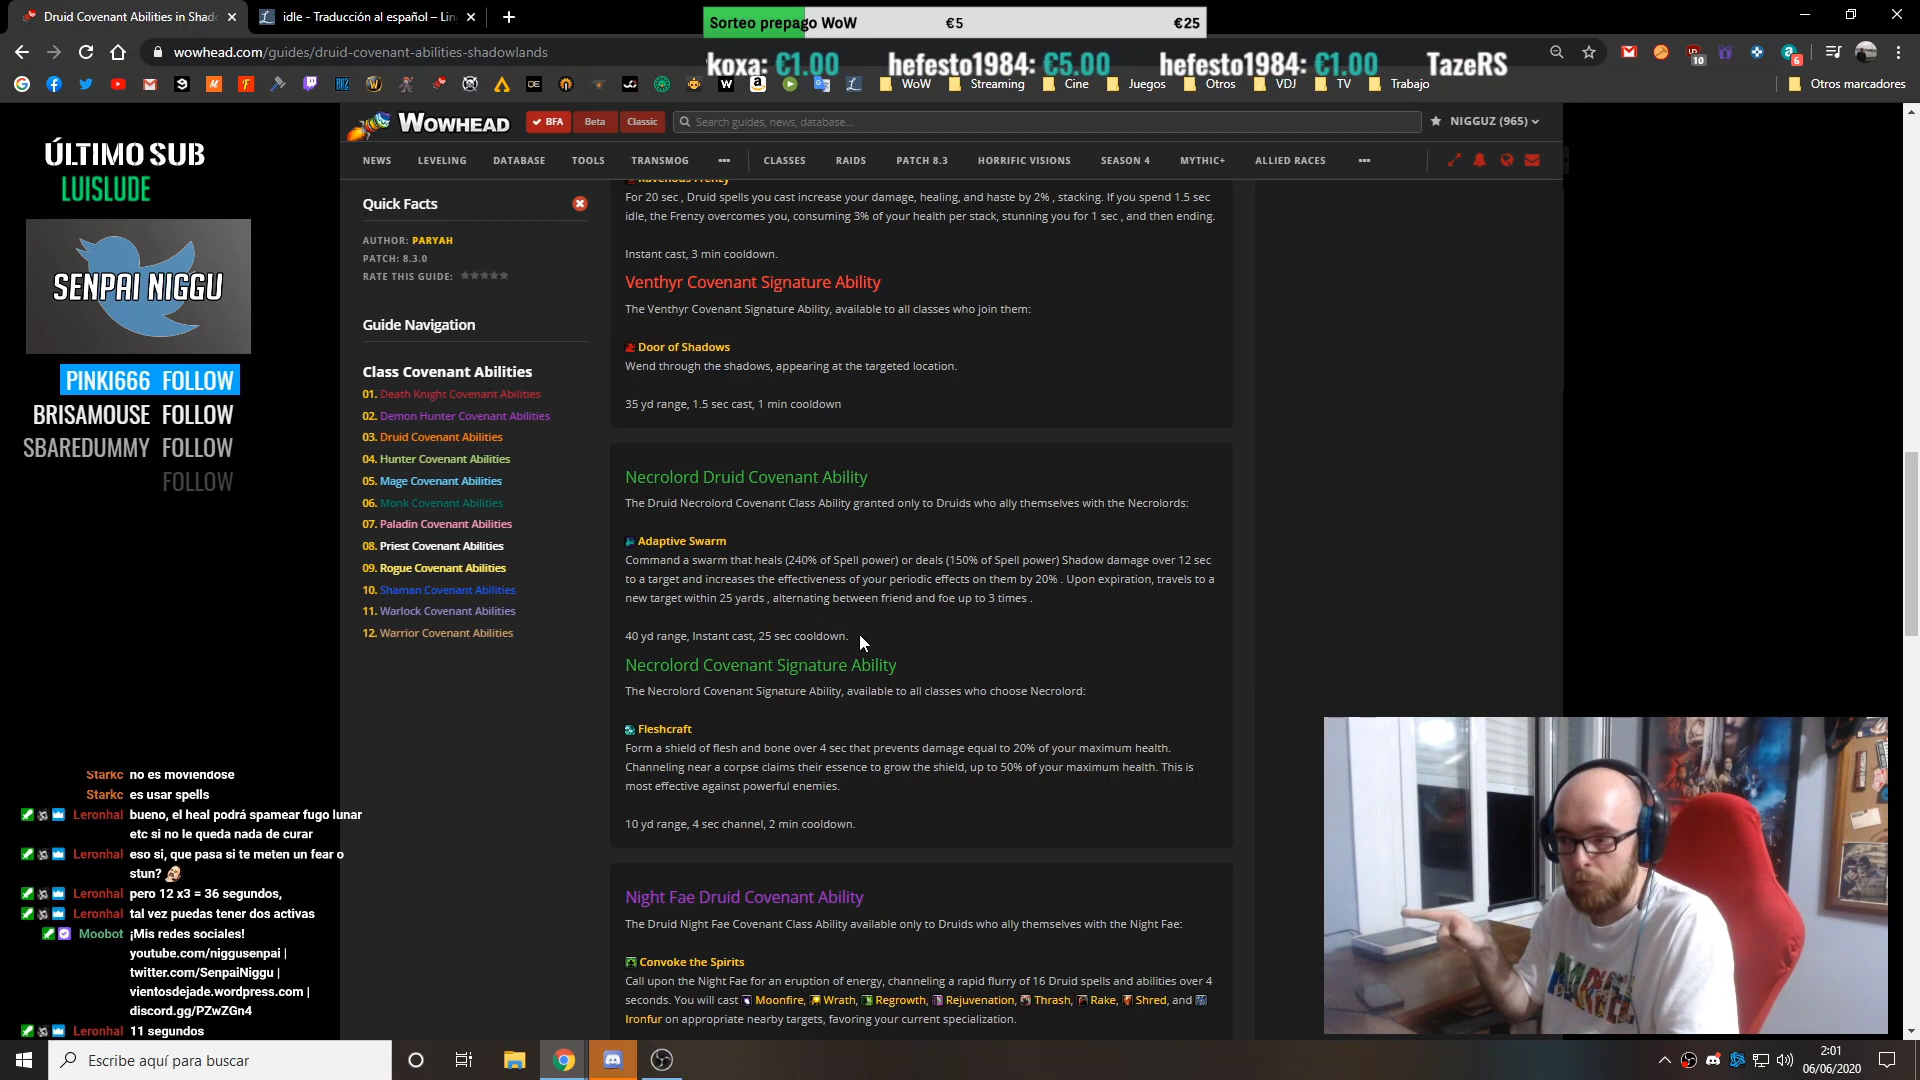 Druid Covenant Abilities in Shad
idle - Traducción al español – Lin
Sorteo prepago WoW €5 €25
wowhead.com/guides/druid-covenant-abilities-shadowlands
koxa: €1.00 hefesto1984: €5.00 hefesto1984: €1.00 TazeRS
WoW Streaming Cine Juegos Otros VDJ TV Trabajo Otros marcadores
WOWHEAD BFA Beta Classic Search guides, news, database... NIGGUZ (965)
NEWS LEVELING DATABASE TOOLS TRANSMOG CLASSES RAIDS PATCH 8.3 HORRIFIC VISIONS SEASON 4 MYTHIC+ ALLIED RACES
ÚLTIMO SUB
LUISLUDE
SENPAI NIGGU
PINKI666 FOLLOW
BRISAMOUSE FOLLOW
SBAREDUMMY FOLLOW
FOLLOW
Quick Facts
AUTHOR: PARYAH
PATCH: 8.3.0
RATE THIS GUIDE:
Guide Navigation
Class Covenant Abilities
01. Death Knight Covenant Abilities
02. Demon Hunter Covenant Abilities
03. Druid Covenant Abilities
04. Hunter Covenant Abilities
05. Mage Covenant Abilities
06. Monk Covenant Abilities
07. Paladin Covenant Abilities
08. Priest Covenant Abilities
09. Rogue Covenant Abilities
10. Shaman Covenant Abilities
11. Warlock Covenant Abilities
12. Warrior Covenant Abilities
Ravenous Frenzy
For 20 sec , Druid spells you cast increase your damage, healing, and haste by 2% , stacking. If you spend 1.5 sec
idle, the Frenzy overcomes you, consuming 3% of your health per stack, stunning you for 1 sec , and then ending.
Instant cast, 3 min cooldown.
Venthyr Covenant Signature Ability
The Venthyr Covenant Signature Ability, available to all classes who join them:
Door of Shadows
Wend through the shadows, appearing at the targeted location.
35 yd range, 1.5 sec cast, 1 min cooldown
Necrolord Druid Covenant Ability
The Druid Necrolord Covenant Class Ability granted only to Druids who ally themselves with the Necrolords:
Adaptive Swarm
Command a swarm that heals (240% of Spell power) or deals (150% of Spell power) Shadow damage over 12 sec
to a target and increases the effectiveness of your periodic effects on them by 20% . Upon expiration, travels to a
new target within 25 yards , alternating between friend and foe up to 3 times .
40 yd range, Instant cast, 25 sec cooldown.
Necrolord Covenant Signature Ability
The Necrolord Covenant Signature Ability, available to all classes who choose Necrolord:
Fleshcraft
Form a shield of flesh and bone over 4 sec that prevents damage equal to 20% of your maximum health.
Channeling near a corpse claims their essence to grow the shield, up to 50% of your maximum health. This is
most effective against powerful enemies.
10 yd range, 4 sec channel, 2 min cooldown.
Night Fae Druid Covenant Ability
The Druid Night Fae Covenant Class Ability available only to Druids who ally themselves with the Night Fae:
Convoke the Spirits
Call upon the Night Fae for an eruption of energy, channeling a rapid flurry of 16 Druid spells and abilities over 4
seconds. You will cast Moonfire, Wrath, Regrowth, Rejuvenation, Thrash, Rake, Shred, and
Ironfur on appropriate nearby targets, favoring your current specialization.
Starkc no es moviendose
Starkc es usar spells
Leronhal bueno, el heal podrá spamear fugo lunar
etc si no le queda nada de curar
Leronhal eso si, que pasa si te meten un fear o
stun?
Leronhal pero 12 x3 = 36 segundos,
Leronhal tal vez puedas tener dos activas
Moobot ¡Mis redes sociales!
youtube.com/niggusenpai |
twitter.com/SenpaiNiggu |
vientosdejade.wordpress.com |
discord.gg/PZwZGn4
Leronhal 11 segundos
Escribe aquí para buscar
2:01
06/06/2020